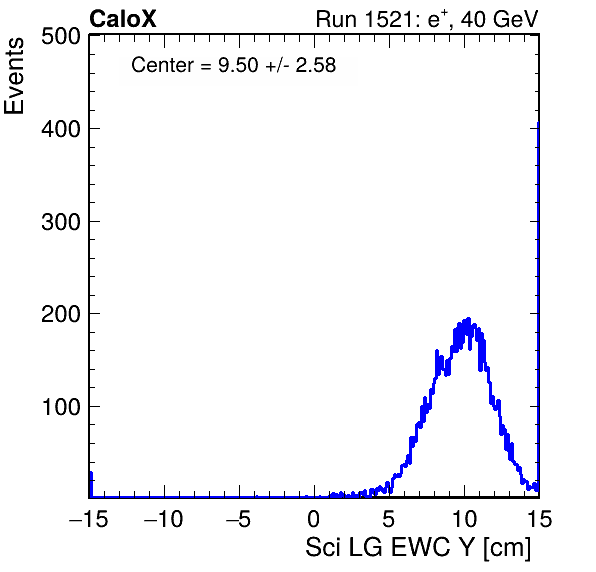 CaloX Run 1521: e⁺, 40 GeV
Events
Center = 9.50 +/- 2.58
500
400
300
200
100
−15 −10 −5 0 5 10 15
Sci LG EWC Y [cm]